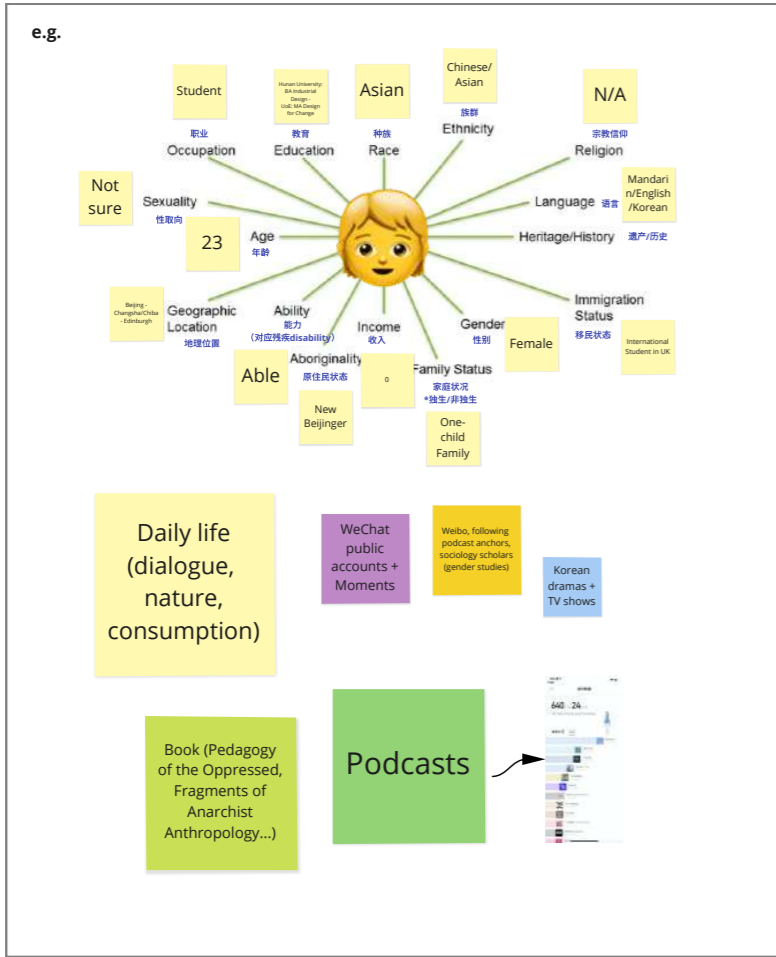 e.g.
Student
职业
Occupation
Hunan University:
BA Industrial
Design -
UoE: MA Design
for Change
教育
Education
Asian
种族
Race
Chinese/
Asian
族群
Ethnicity
N/A
宗教信仰
Religion
Not
sure
Sexuality
性取向
Language 语言
Mandari
n/English
/Korean
23
Age
年龄
Heritage/History 遗产/历史
Beijing -
Changsha/Chiba
- Edinburgh
Geographic
Location
地理位置
Ability
能力
(对应残疾disability)
Able
Aboriginality
原住民状态
New
Beijinger
Income
收入
0
Gender
性别
Female
Family Status
家庭状况
*独生/非独生
One-
child
Family
Immigration
Status
移民状态
International
Student in UK
Daily life
(dialogue,
nature,
consumption)
WeChat
public
accounts +
Moments
Weibo, following
podcast anchors,
sociology scholars
(gender studies)
Korean
dramas +
TV shows
Book (Pedagogy
of the Oppressed,
Fragments of
Anarchist
Anthropology...)
Podcasts
640 24